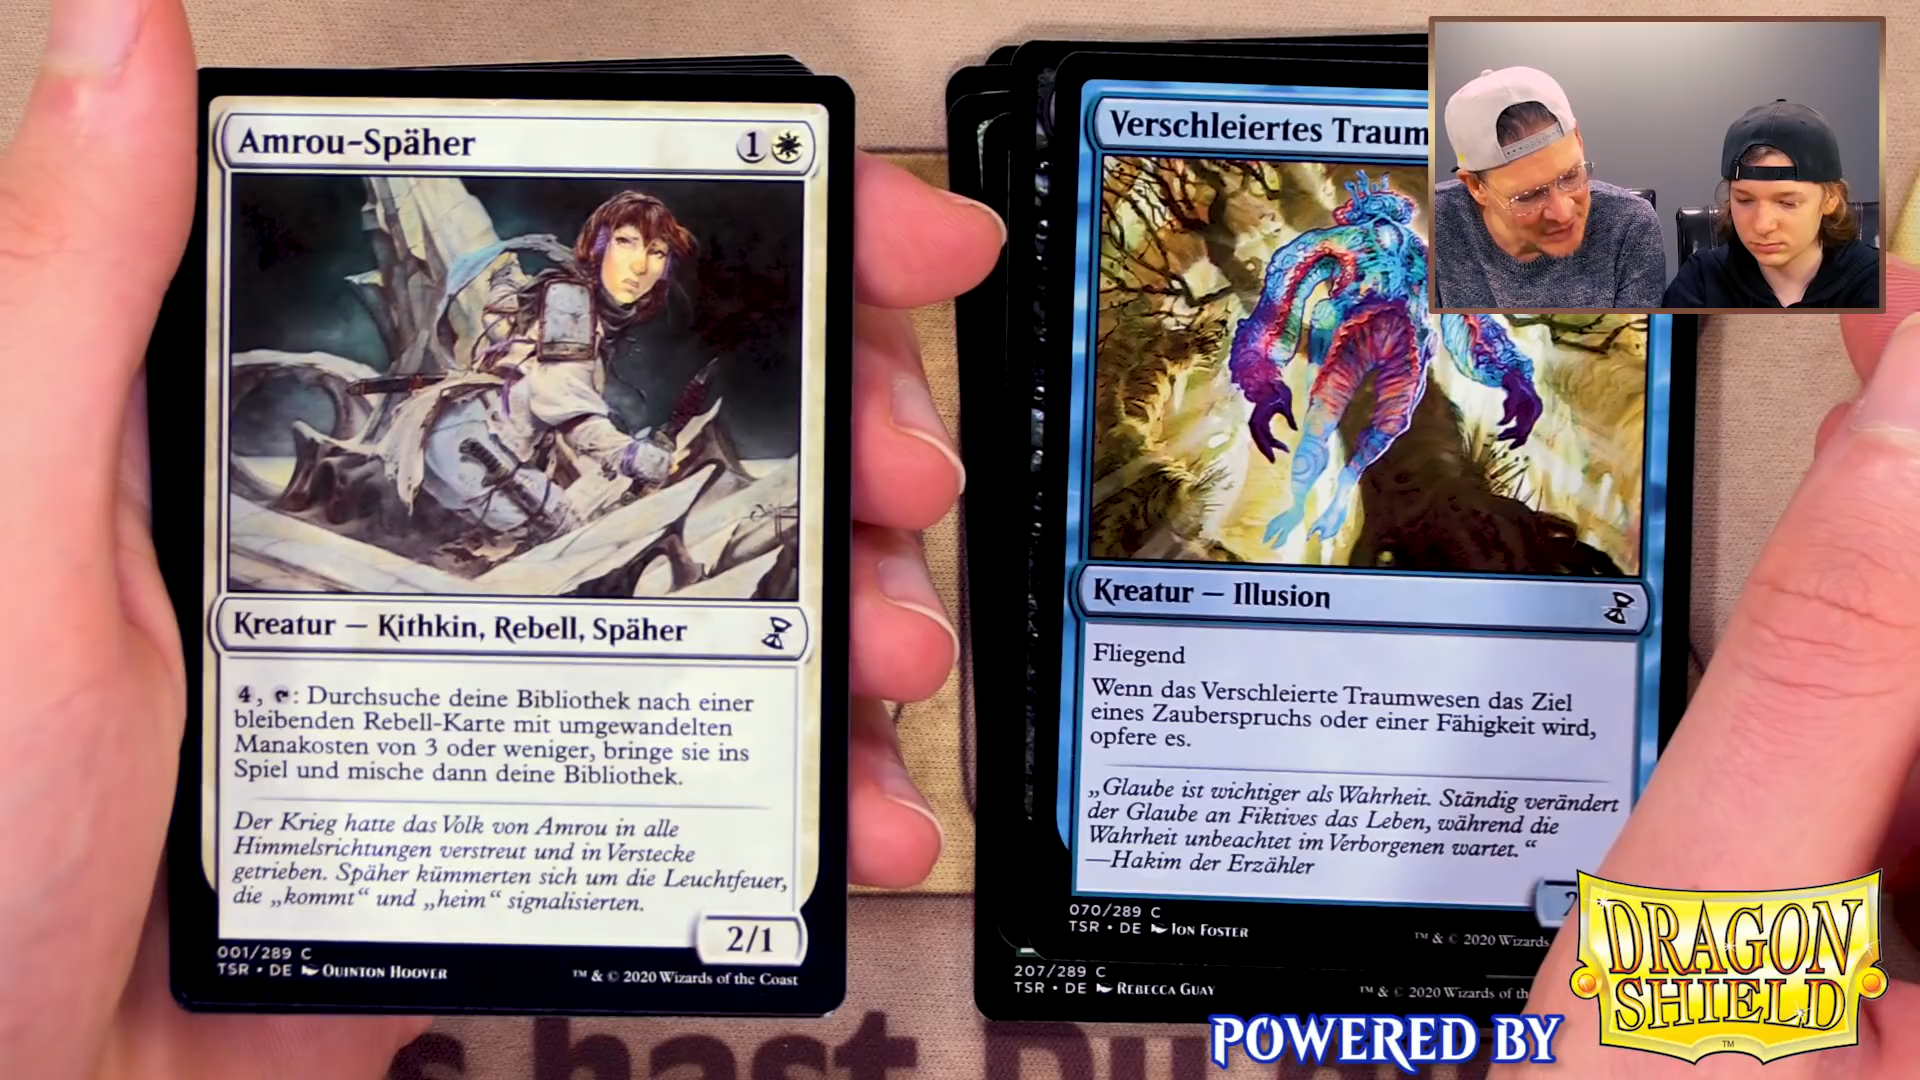 Amrou-Späher
1
Kreatur — Kithkin, Rebell, Späher
4, : Durchsuche deine Bibliothek nach einer
bleibenden Rebell-Karte mit umgewandelten
Manakosten von 3 oder weniger, bringe sie ins
Spiel und mische dann deine Bibliothek.
Der Krieg hatte das Volk von Amrou in alle
Himmelsrichtungen verstreut und in Verstecke
getrieben. Späher kümmerten sich um die Leuchtfeuer,
die „kommt“ und „heim“ signalisierten.
2/1
001/289 C
TSR • DE QUINTON HOOVER
™ & © 2020 Wizards of the Coast
Verschleiertes Traum
Kreatur — Illusion
Fliegend
Wenn das Verschleierte Traumwesen das Ziel
eines Zauberspruchs oder einer Fähigkeit wird,
opfere es.
„Glaube ist wichtiger als Wahrheit. Ständig verändert
der Glaube an Fiktives das Leben, während die
Wahrheit unbeachtet im Verborgenen wartet.“
—Hakim der Erzähler
2
070/289 C
TSR • DE ION FOSTER
™ & © 2020 Wizards
207/289 C
TSR • DE REBECCA GUAY
™ & © 2020 Wizards of th
hast Du
POWERED BY
DRAGON
SHIELD
™